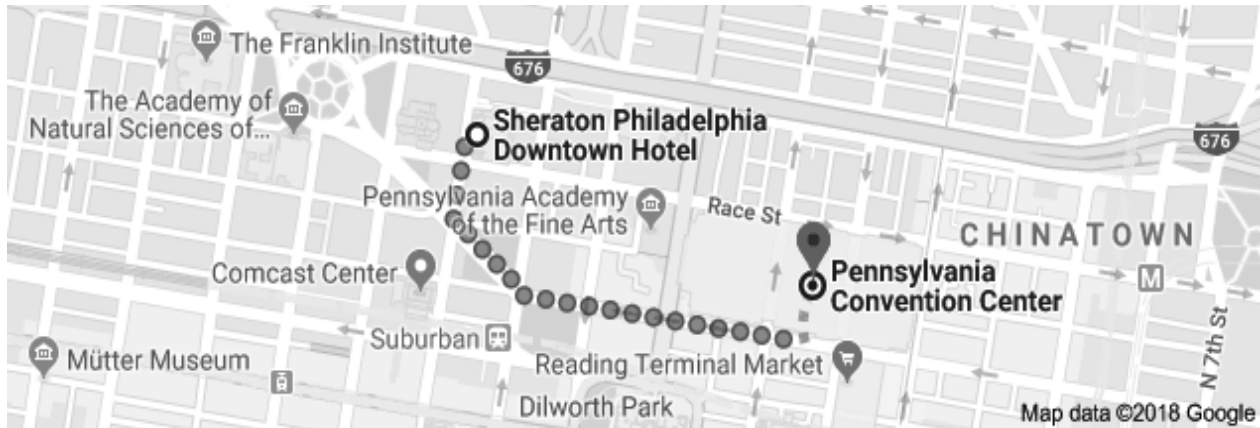 The Franklin Institute
676
The Academy of
Natural Sciences of...
Sheraton Philadelphia
Downtown Hotel
676
Pennsylvania Academy
of the Fine Arts
Race St
CHINATOWN
Comcast Center
Pennsylvania
Convention Center
M
Suburban
N 7th St
Mütter Museum
Reading Terminal Market
Dilworth Park
Map data ©2018 Google